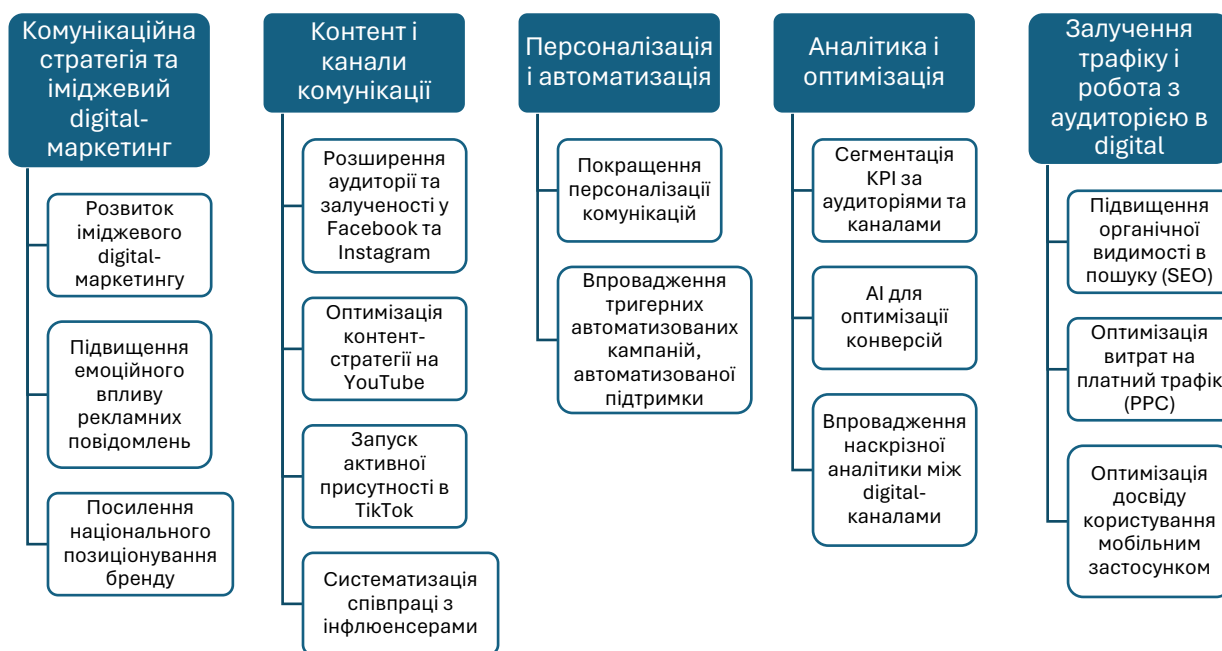 Комунікаційна
стратегія та
іміджевий
digital-
маркетинг
Розвиток
іміджевого
digital-
маркетингу
Підвищення
емоційного
впливу
рекламних
повідомлень
Посилення
національного
позиціонування
бренду
Контент і
канали
комунікації
Розширення
аудиторії та
залученості у
Facebook та
Instagram
Оптимізація
контент-
стратегії на
YouTube
Запуск
активної
присутності в
TikTok
Систематизація
співпраці з
інфлюенсерами
Персоналізація
і автоматизація
Покращення
персоналізації
комунікацій
Впровадження
тригерних
автоматизованих
кампаній,
автоматизованої
підтримки
Аналітика і
оптимізація
Сегментація
KPI за
аудиторіями та
каналами
AI для
оптимізації
конверсій
Впровадження
наскрізної
аналітики між
digital-
каналами
Залучення
трафіку і
робота з
аудиторією в
digital
Підвищення
органічної
видимості в
пошуку (SEO)
Оптимізація
витрат на
платний трафік
(PPC)
Оптимізація
досвіду
користування
мобільним
застосунком